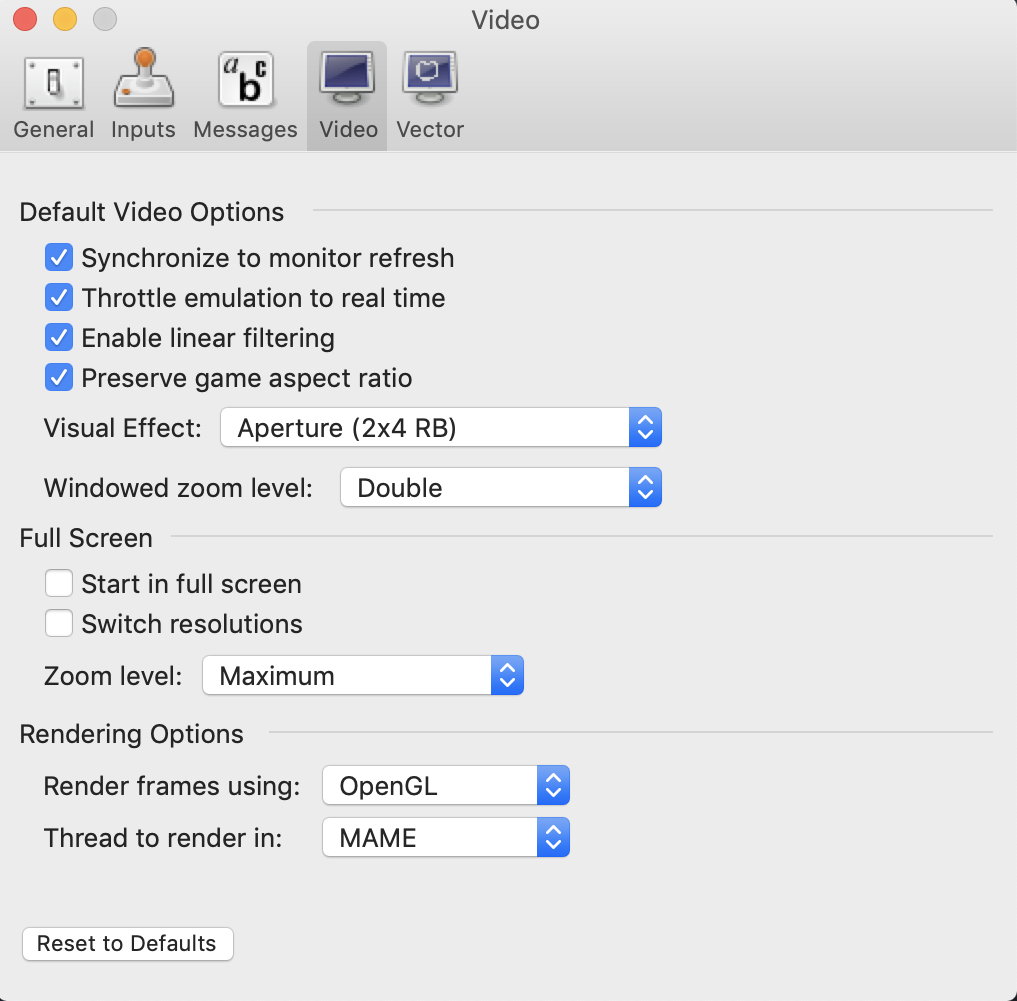 Video
General Inputs Messages Video Vector
Default Video Options
Synchronize to monitor refresh
Throttle emulation to real time
Enable linear filtering
Preserve game aspect ratio
Visual Effect: Aperture (2x4 RB)
Windowed zoom level: Double
Full Screen
Start in full screen
Switch resolutions
Zoom level: Maximum
Rendering Options
Render frames using: OpenGL
Thread to render in: MAME
Reset to Defaults